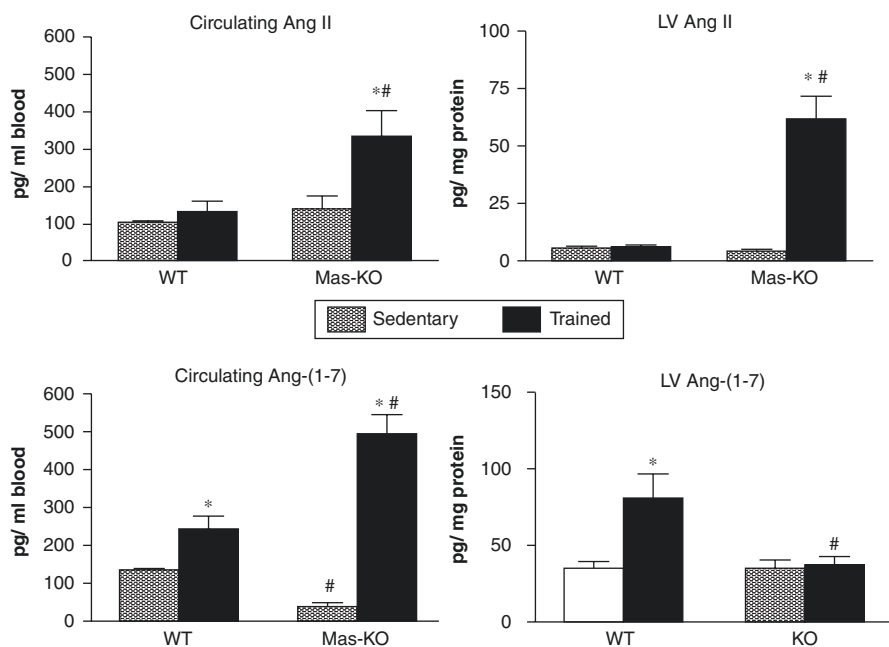 Circulating Ang II
pg/ ml blood
600
500
400
300
200
100
0
*#
WT
Mas-KO
LV Ang II
pg/ mg protein
100
75
50
25
0
* #
WT
Mas-KO
Sedentary
Trained
Circulating Ang-(1-7)
pg/ ml blood
600
500
400
300
200
100
0
*
#
* #
WT
Mas-KO
LV Ang-(1-7)
pg/ mg protein
150
100
50
0
*
#
WT
KO